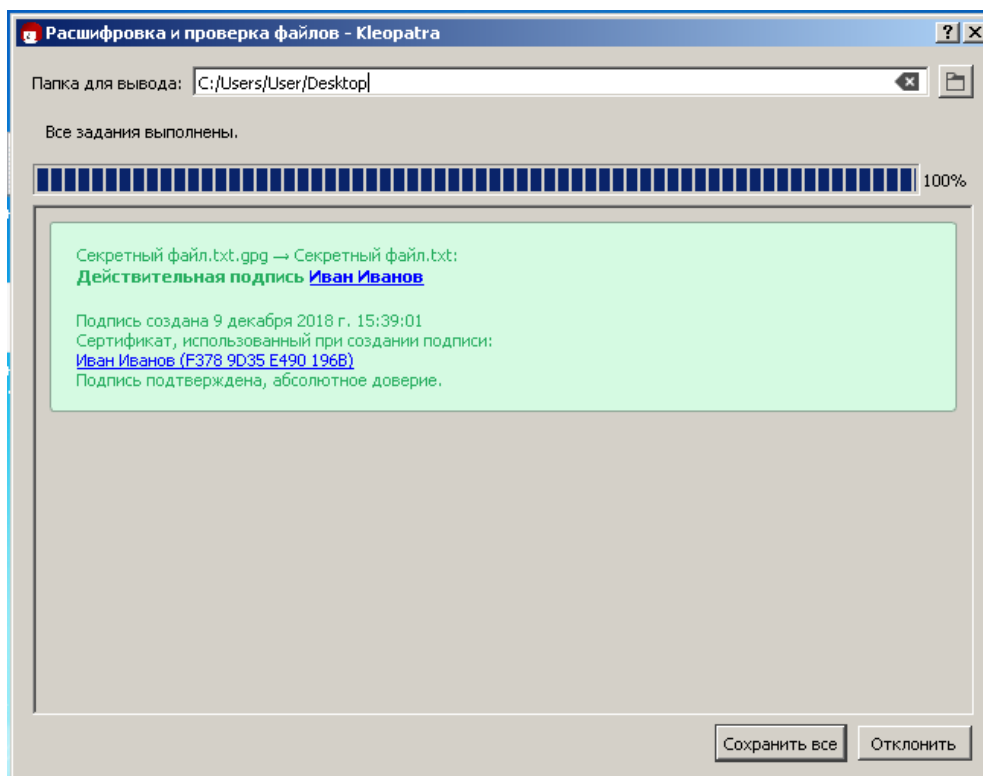 Расшифровка и проверка файлов - Kleopatra
Папка для вывода: C:/Users/User/Desktop
Все задания выполнены.
100%
Секретный файл.txt.gpg → Секретный файл.txt:
Действительная подпись Иван Иванов
Подпись создана 9 декабря 2018 г. 15:39:01
Сертификат, использованный при создании подписи:
Иван Иванов (F378 9D35 E490 196B)
Подпись подтверждена, абсолютное доверие.
Сохранить все Отклонить